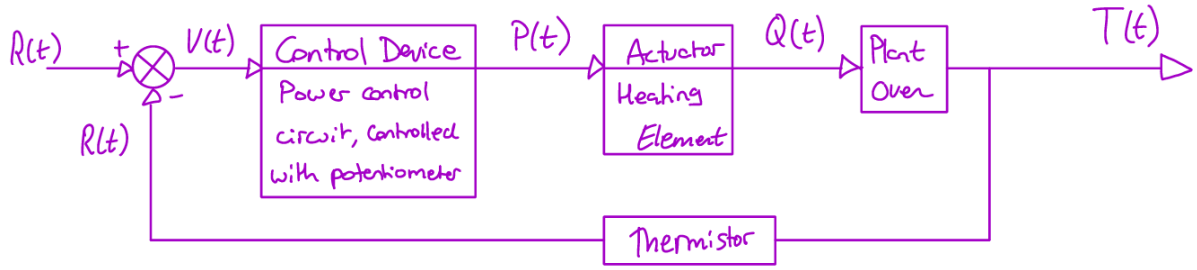 R(t)
+
V(t)
Control Device
Power control
circuit, Controlled
with potentiometer
P(t)
Actuator
Heating
Element
Q(t)
Plant
Oven
T(t)
-
R(t)
Thermistor